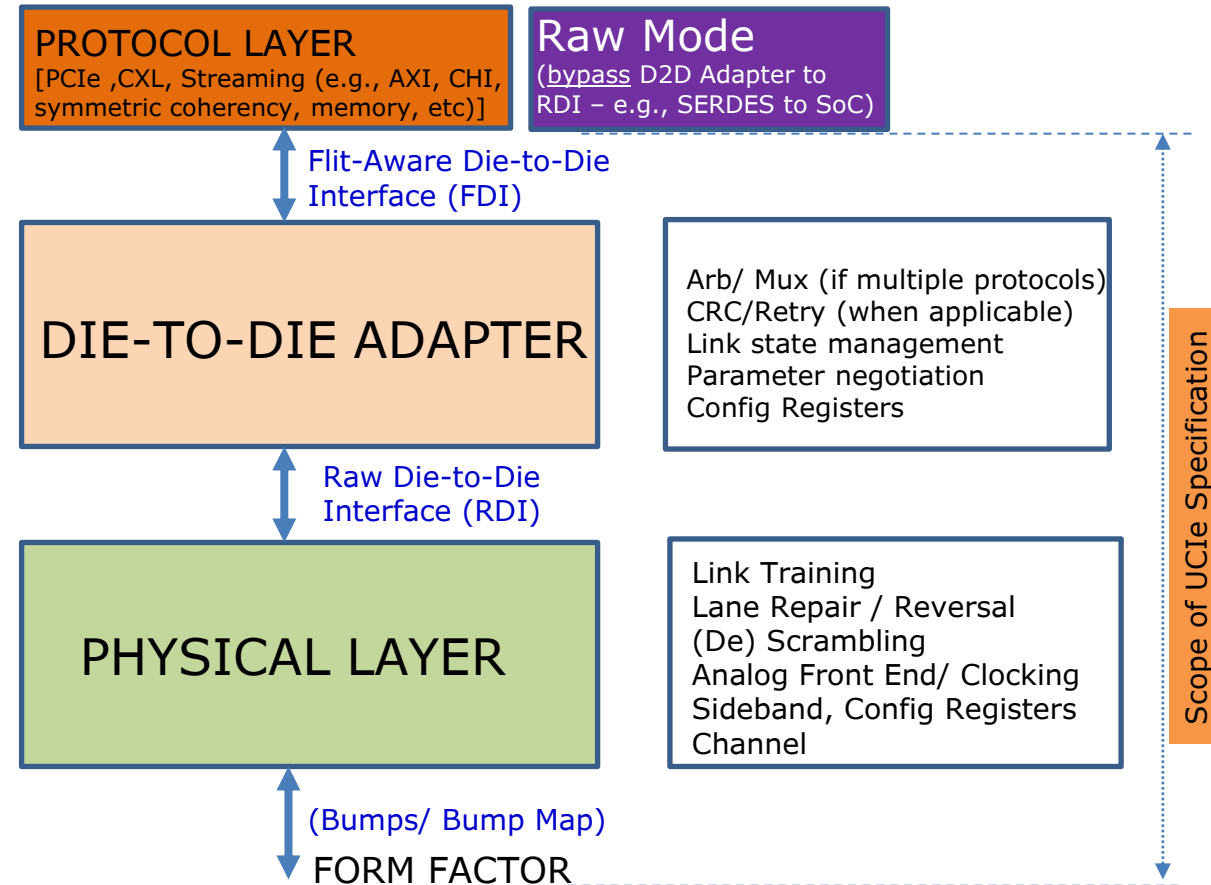 PROTOCOL LAYER
[PCIe ,CXL, Streaming (e.g., AXI, CHI,
symmetric coherency, memory, etc)]
Raw Mode
(bypass D2D Adapter to
RDI – e.g., SERDES to SoC)
Flit-Aware Die-to-Die
Interface (FDI)
DIE-TO-DIE ADAPTER
Arb/ Mux (if multiple protocols)
CRC/Retry (when applicable)
Link state management
Parameter negotiation
Config Registers
Raw Die-to-Die
Interface (RDI)
PHYSICAL LAYER
Link Training
Lane Repair / Reversal
(De) Scrambling
Analog Front End/ Clocking
Sideband, Config Registers
Channel
(Bumps/ Bump Map)
FORM FACTOR
Scope of UCIe Specification